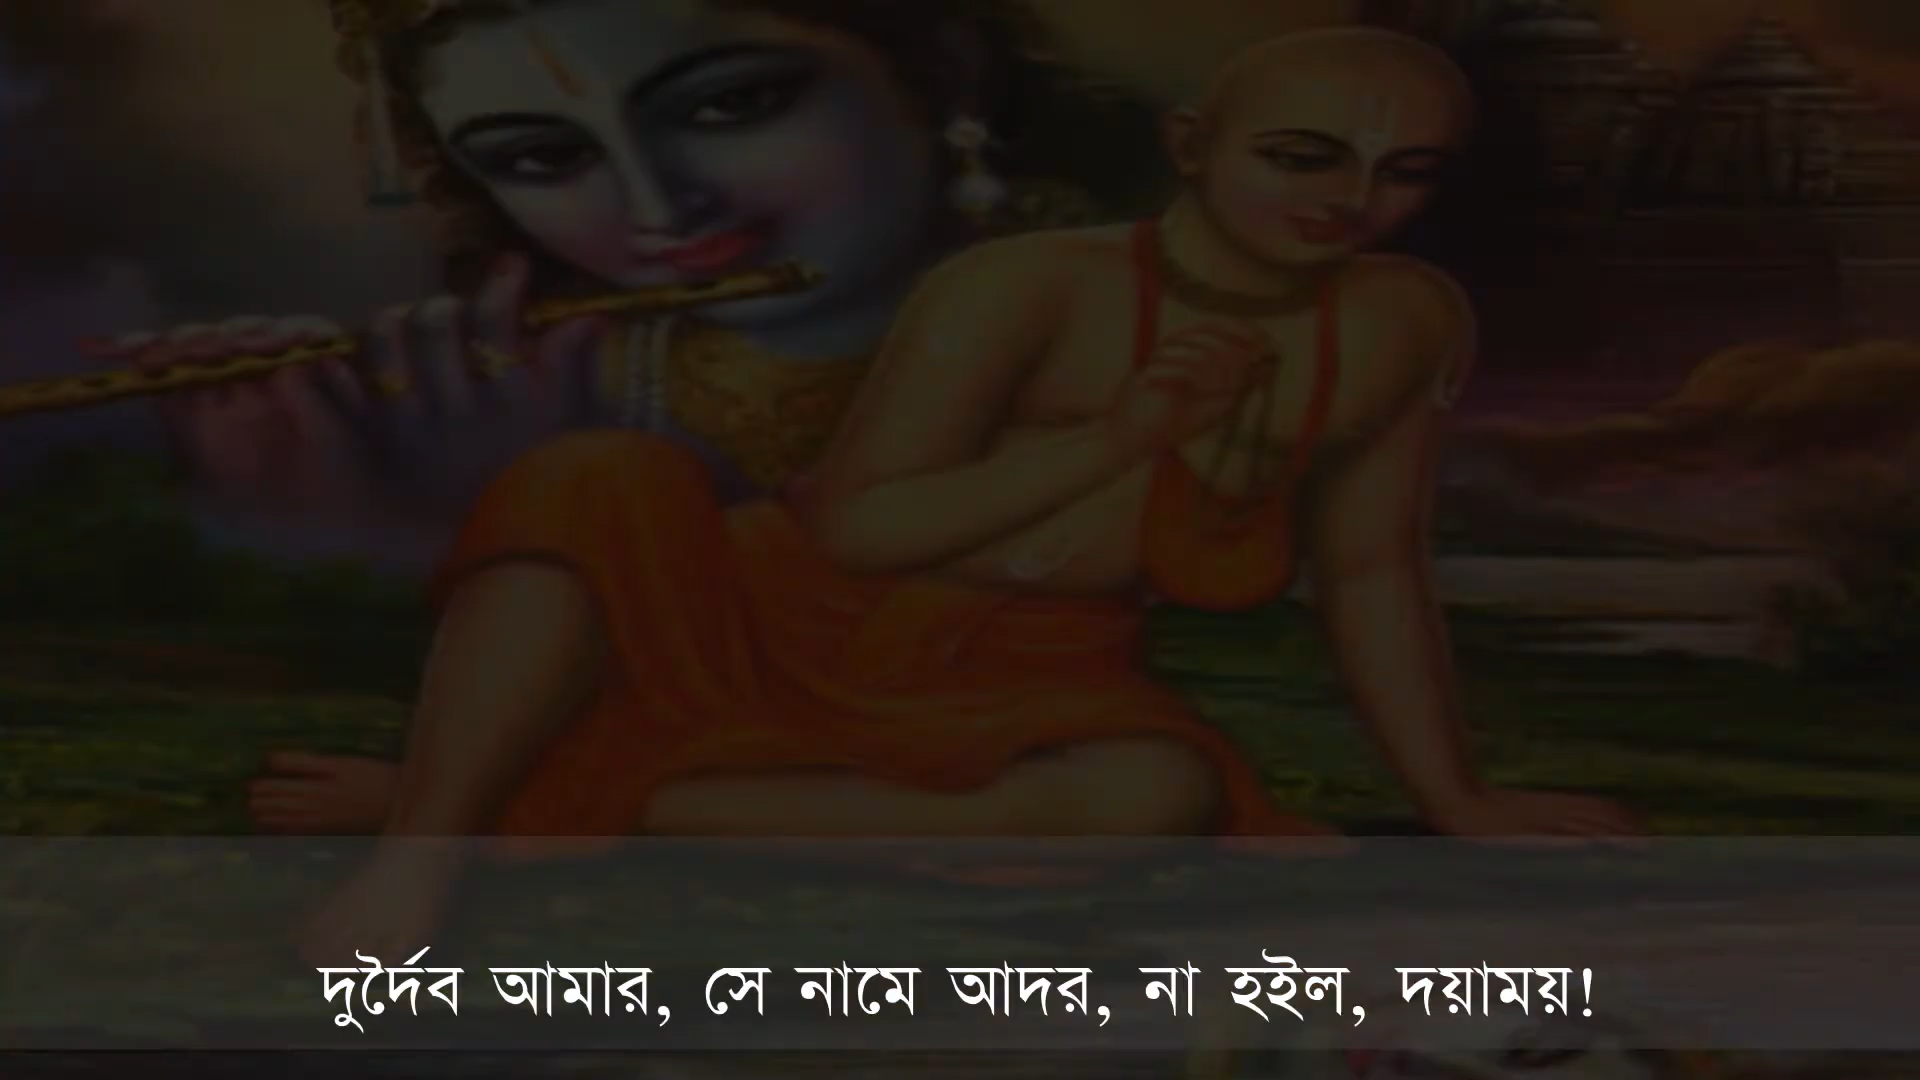 দুর্দৈব আমার, সে নামে আদর, না হইল, দয়াময়!